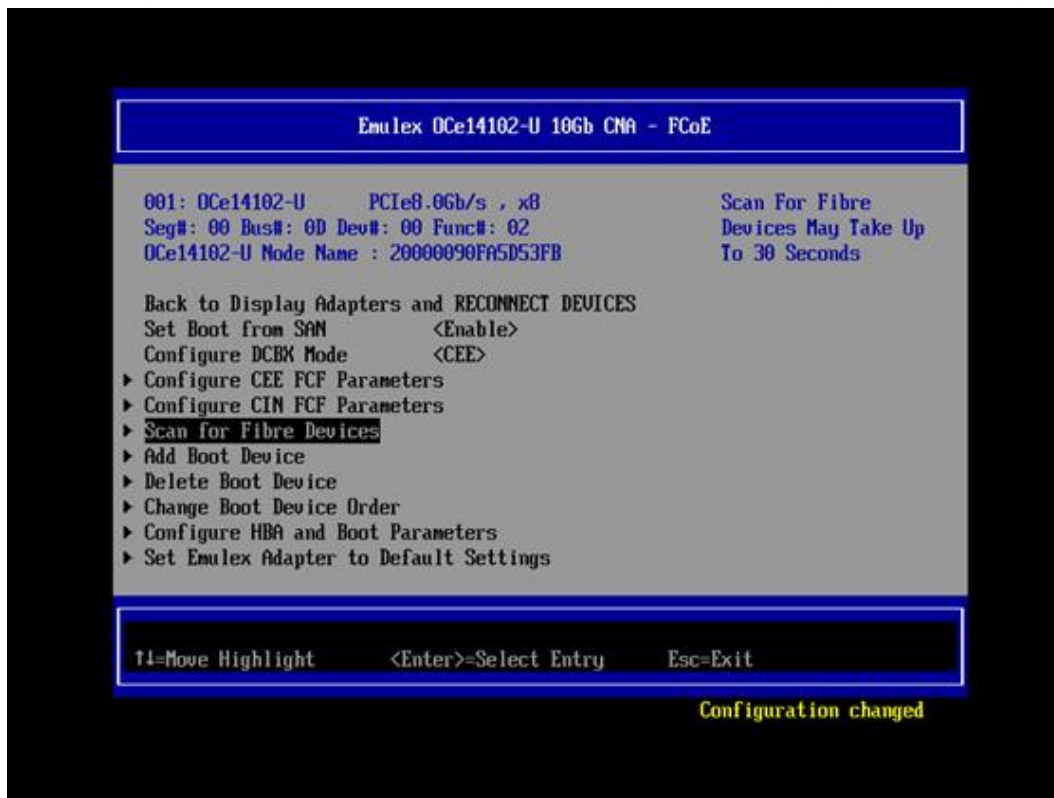 Emulex OCe14102-U 10Gb CNA - FCoE
001: OCe14102-U PCIe8.0Gb/s , x8
Seg#: 00 Bus#: 0D Dev#: 00 Func#: 02
OCe14102-U Node Name : 20000090FA5D53FB
Scan For Fibre
Devices May Take Up
To 30 Seconds
Back to Display Adapters and RECONNECT DEVICES
Set Boot from SAN <Enable>
Configure DCBX Mode <CEE>
▶ Configure CEE FCF Parameters
▶ Configure CIN FCF Parameters
▶ Scan for Fibre Devices
▶ Add Boot Device
▶ Delete Boot Device
▶ Change Boot Device Order
▶ Configure HBA and Boot Parameters
▶ Set Emulex Adapter to Default Settings
↑↓=Move Highlight <Enter>=Select Entry Esc=Exit
Configuration changed